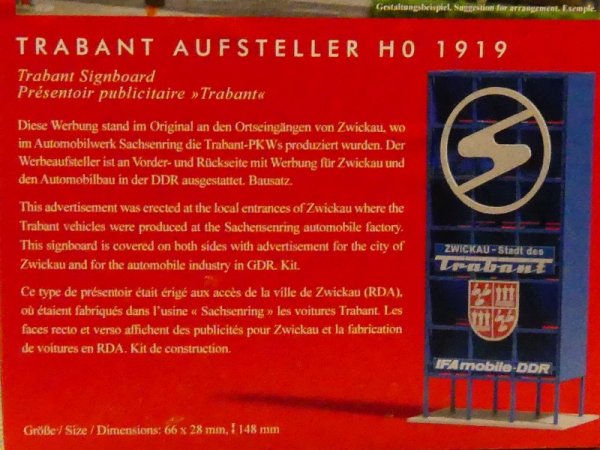 Gestaltungsbeispiel, Suggestion for arrangement. Exemple.
TRABANT AUFSTELLER H0 1919
Trabant Signboard
Présentoir publicitaire »Trabant«
Diese Werbung stand im Original an den Ortseingängen von Zwickau, wo
im Automobilwerk Sachsenring die Trabant-PKWs produziert wurden. Der
Werbeaufsteller ist an Vorder- und Rückseite mit Werbung für Zwickau und
den Automobilbau in der DDR ausgestattet. Bausatz.
This advertisement was erected at the local entrances of Zwickau where the
Trabant vehicles were produced at the Sachensenring automobile factory.
This signboard is covered on both sides with advertisement for the city of
Zwickau and for the automobile industry in GDR. Kit.
Ce type de présentoir était érigé aux accès de la ville de Zwickau (RDA),
où étaient fabriqués dans l'usine « Sachsenring » les voitures Trabant. Les
faces recto et verso affichent des publicités pour Zwickau et la fabrication
de voitures en RDA. Kit de construction.
Größe / Size / Dimensions: 66 x 28 mm, ↕ 148 mm
ZWICKAU - Stadt des
Trabant
IFA mobile-DDR